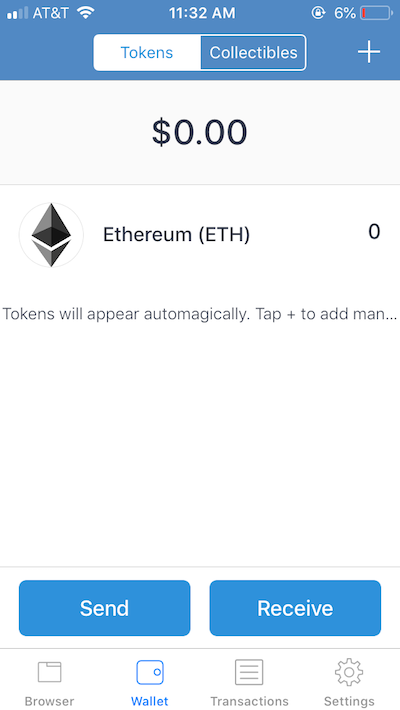 AT&T 11:32 AM 6%
Tokens Collectibles +
$0.00
Ethereum (ETH) 0
Tokens will appear automagically. Tap + to add man...
Send Receive
Browser Wallet Transactions Settings